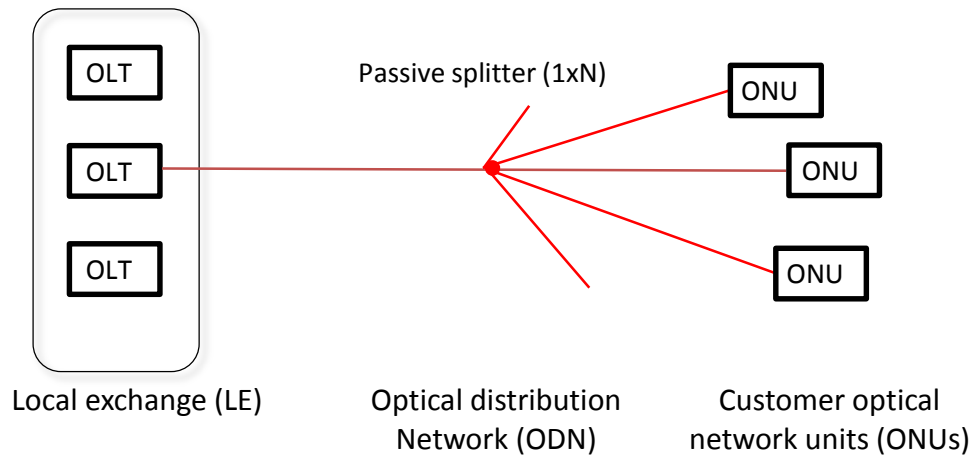 OLT
OLT
OLT
Passive splitter (1xN)
ONU
ONU
ONU
Local exchange (LE)
Optical distribution
Network (ODN)
Customer optical
network units (ONUs)